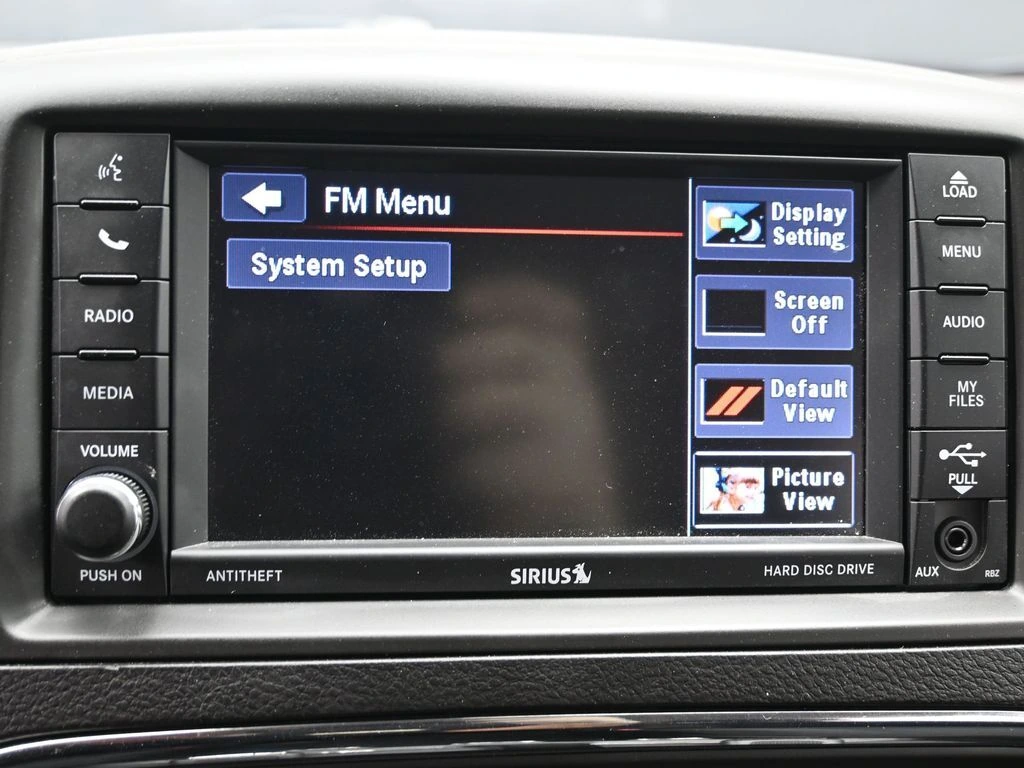 RADIO
MEDIA
VOLUME
PUSH ON
FM Menu
System Setup
Display
Setting
Screen
Off
Default
View
Picture
View
ANTITHEFT
SIRIUS
HARD DISC DRIVE
LOAD
MENU
AUDIO
MY
FILES
PULL
AUX
RBZ